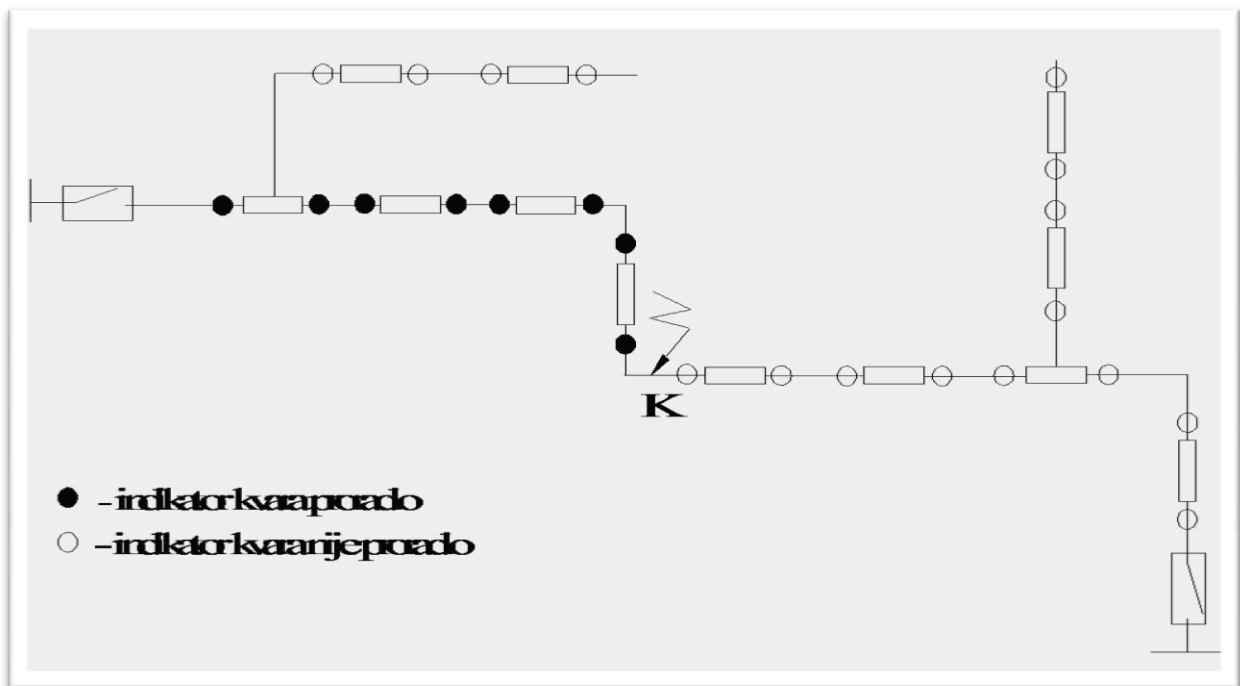 K
– indikator kvara proradio
– indikator kvara nije proradio